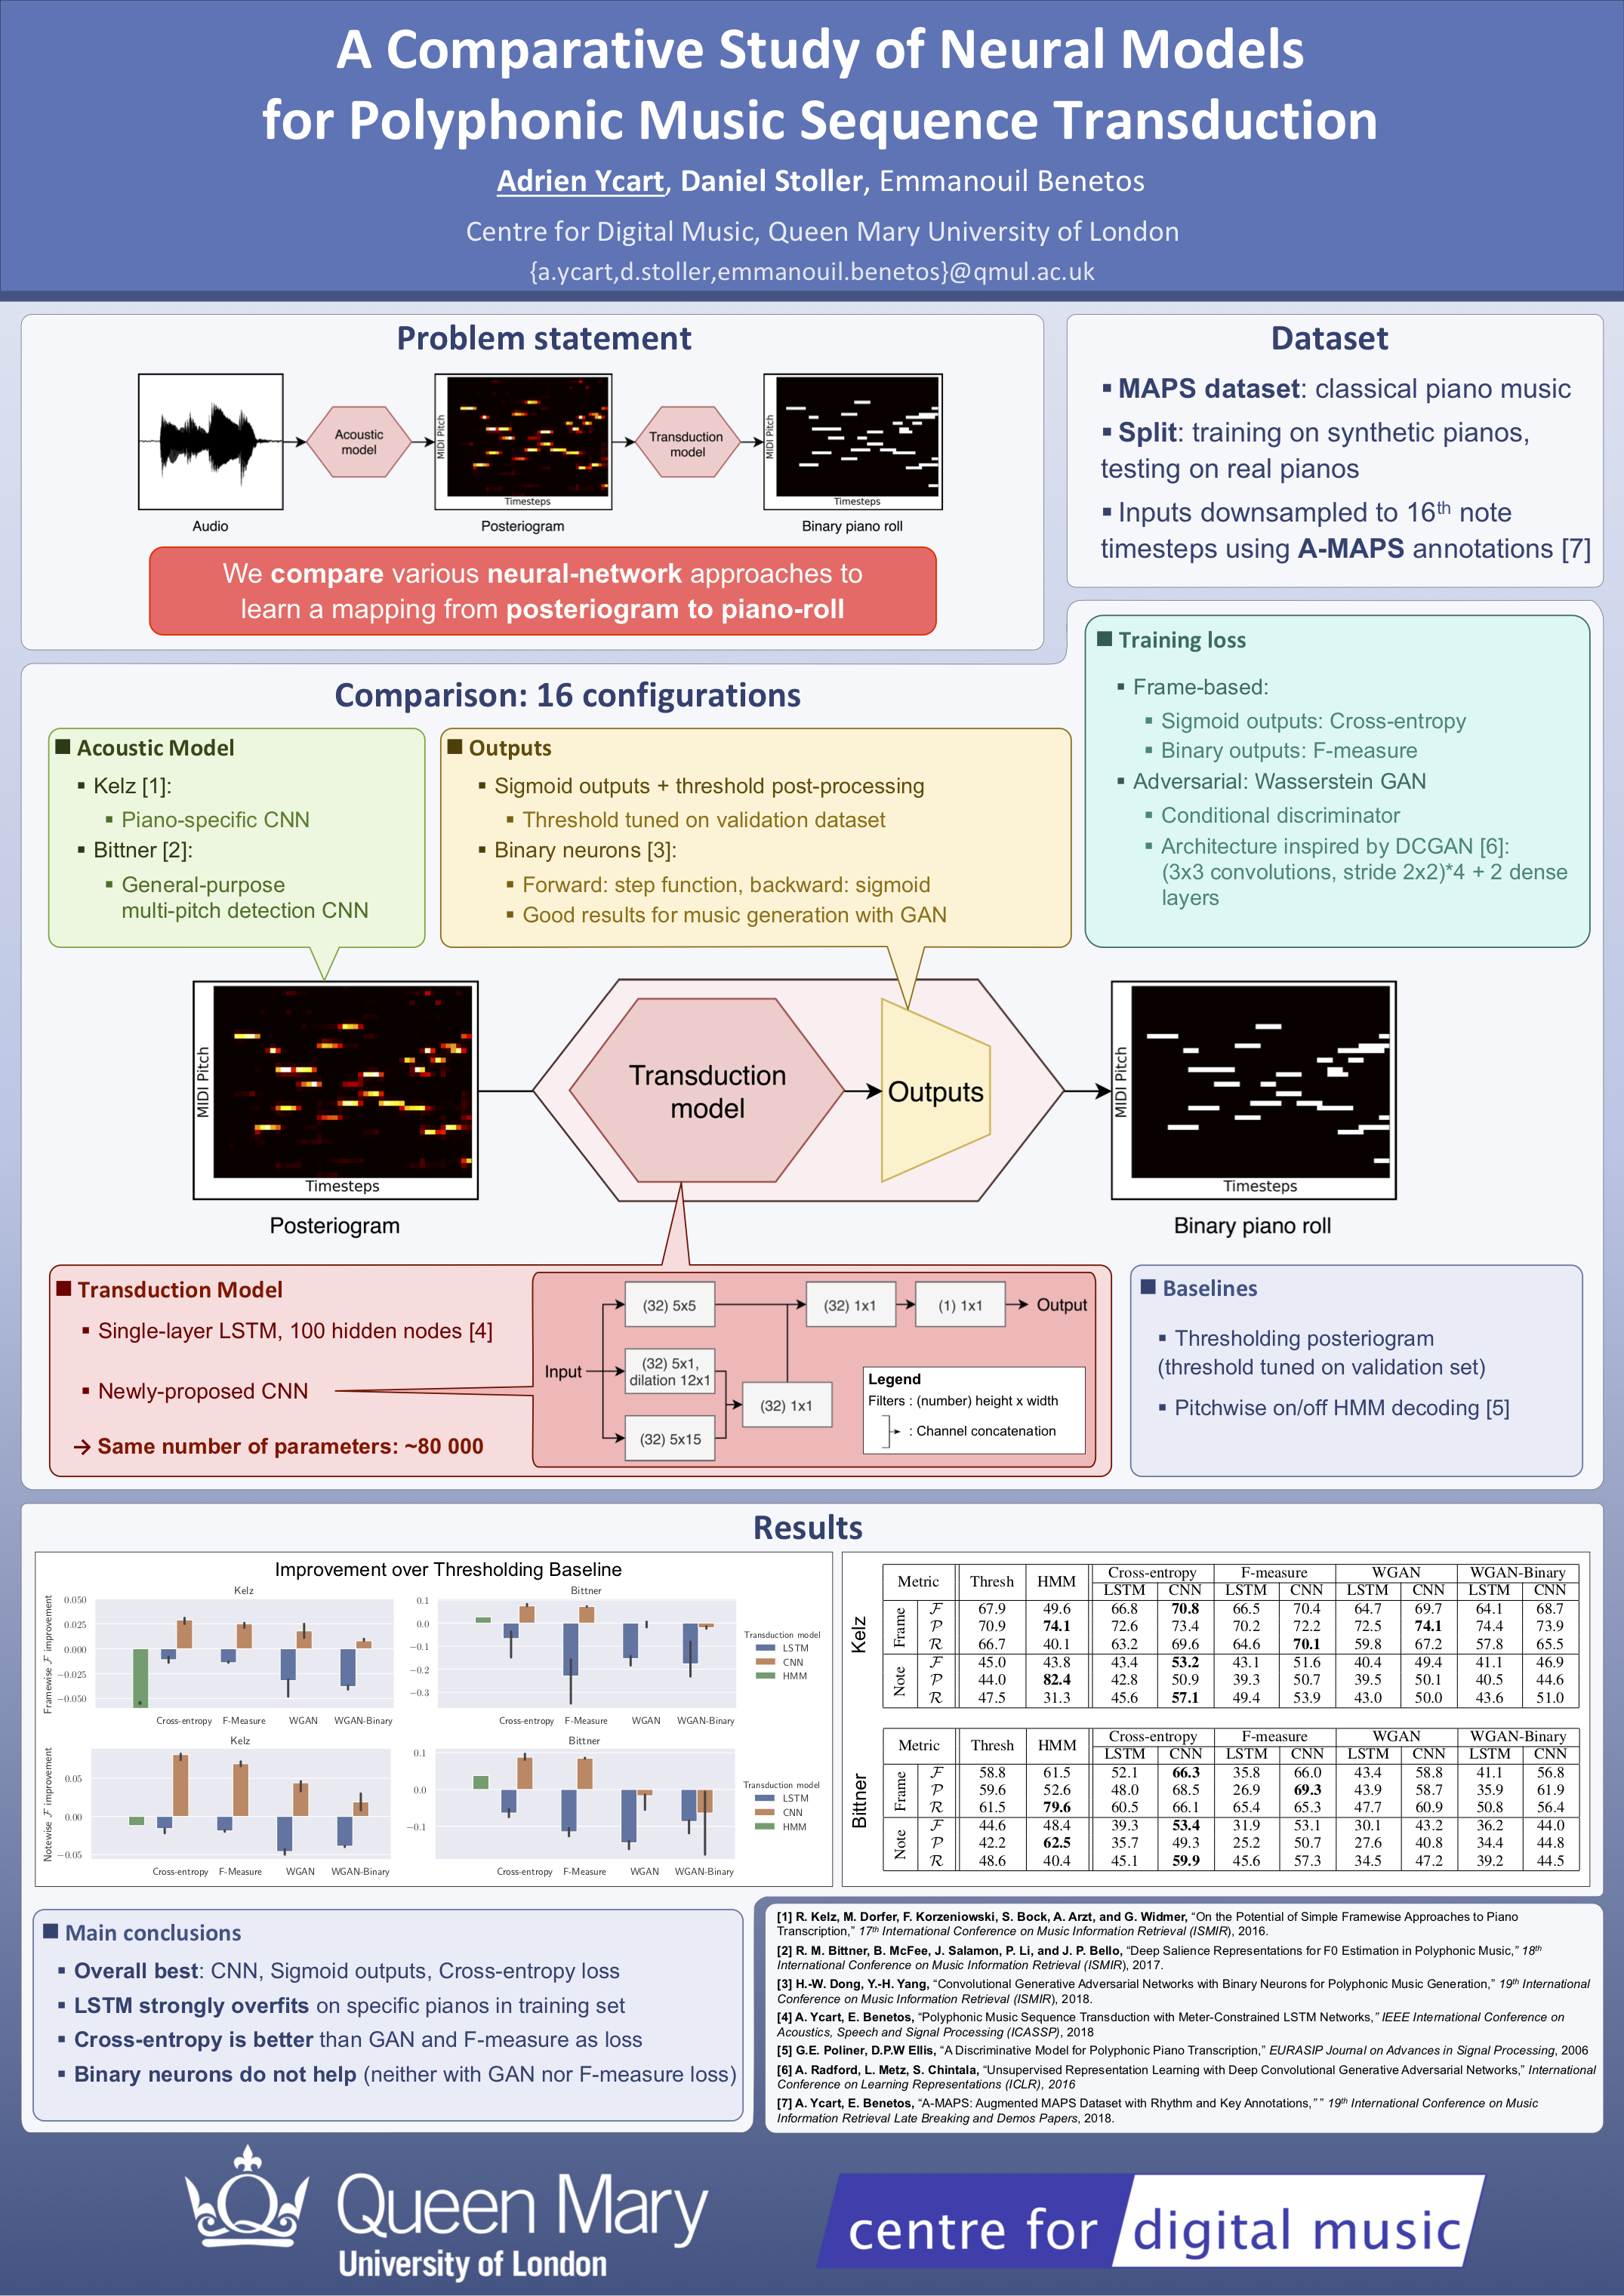 A Comparative Study of Neural Models
for Polyphonic Music Sequence Transduction
Adrien Ycart, Daniel Stoller, Emmanouil Benetos
Centre for Digital Music, Queen Mary University of London
{a.ycart,d.stoller,emmanouil.benetos}@qmul.ac.uk
Problem statement
Acoustic
model
MIDI Pitch
Timesteps
Transduction
model
MIDI Pitch
Timesteps
Audio
Posteriogram
Binary piano roll
We compare various neural-network approaches to
learn a mapping from posteriogram to piano-roll
Dataset
▪ MAPS dataset: classical piano music
▪ Split: training on synthetic pianos,
testing on real pianos
▪ Inputs downsampled to 16th note
timesteps using A-MAPS annotations [7]
Comparison: 16 configurations
■ Acoustic Model
▪ Kelz [1]:
▪ Piano-specific CNN
▪ Bittner [2]:
▪ General-purpose
multi-pitch detection CNN
■ Outputs
▪ Sigmoid outputs + threshold post-processing
▪ Threshold tuned on validation dataset
▪ Binary neurons [3]:
▪ Forward: step function, backward: sigmoid
▪ Good results for music generation with GAN
■ Training loss
▪ Frame-based:
▪ Sigmoid outputs: Cross-entropy
▪ Binary outputs: F-measure
▪ Adversarial: Wasserstein GAN
▪ Conditional discriminator
▪ Architecture inspired by DCGAN [6]:
(3x3 convolutions, stride 2x2)*4 + 2 dense
layers
MIDI Pitch
Timesteps
Posteriogram
Transduction
model
Outputs
MIDI Pitch
Timesteps
Binary piano roll
■ Transduction Model
▪ Single-layer LSTM, 100 hidden nodes [4]
▪ Newly-proposed CNN
→ Same number of parameters: ~80 000
Input
(32) 5x5
(32) 5x1,
dilation 12x1
(32) 5x15
(32) 1x1
(32) 1x1
(1) 1x1
Output
Legend
Filters : (number) height x width
: Channel concatenation
■ Baselines
▪ Thresholding posteriogram
(threshold tuned on validation set)
▪ Pitchwise on/off HMM decoding [5]
Results
Improvement over Thresholding Baseline
Kelz
Framewise F improvement
0.050
0.025
0.000
−0.025
−0.050
Cross-entropy F-Measure WGAN WGAN-Binary
Bittner
0.1
0.0
−0.1
−0.2
−0.3
Cross-entropy F-Measure WGAN WGAN-Binary
Transduction model
LSTM
CNN
HMM
Kelz
Notewise F improvement
0.05
0.00
−0.05
Cross-entropy F-Measure WGAN WGAN-Binary
Bittner
0.1
0.0
−0.1
Cross-entropy F-Measure WGAN WGAN-Binary
Transduction model
LSTM
CNN
HMM
Kelz
Metric Thresh HMM Cross-entropy F-measure WGAN WGAN-Binary
LSTM CNN LSTM CNN LSTM CNN LSTM CNN
Frame
F 67.9 49.6 66.8 70.8 66.5 70.4 64.7 69.7 64.1 68.7
P 70.9 74.1 72.6 73.4 70.2 72.2 72.5 74.1 74.4 73.9
R 66.7 40.1 63.2 69.6 64.6 70.1 59.8 67.2 57.8 65.5
Note
F 45.0 43.8 43.4 53.2 43.1 51.6 40.4 49.4 41.1 46.9
P 44.0 82.4 42.8 50.9 39.3 50.7 39.5 50.1 40.5 44.6
R 47.5 31.3 45.6 57.1 49.4 53.9 43.0 50.0 43.6 51.0
Bittner
Metric Thresh HMM Cross-entropy F-measure WGAN WGAN-Binary
LSTM CNN LSTM CNN LSTM CNN LSTM CNN
Frame
F 58.8 61.5 52.1 66.3 35.8 66.0 43.4 58.8 41.1 56.8
P 59.6 52.6 48.0 68.5 26.9 69.3 43.9 58.7 35.9 61.9
R 61.5 79.6 60.5 66.1 65.4 65.3 47.7 60.9 50.8 56.4
Note
F 44.6 48.4 39.3 53.4 31.9 53.1 30.1 43.2 36.2 44.0
P 42.2 62.5 35.7 49.3 25.2 50.7 27.6 40.8 34.4 44.8
R 48.6 40.4 45.1 59.9 45.6 57.3 34.5 47.2 39.2 44.5
■ Main conclusions
▪ Overall best: CNN, Sigmoid outputs, Cross-entropy loss
▪ LSTM strongly overfits on specific pianos in training set
▪ Cross-entropy is better than GAN and F-measure as loss
▪ Binary neurons do not help (neither with GAN nor F-measure loss)
[1] R. Kelz, M. Dorfer, F. Korzeniowski, S. Bock, A. Arzt, and G. Widmer, “On the Potential of Simple Framewise Approaches to Piano
Transcription,” 17th International Conference on Music Information Retrieval (ISMIR), 2016.
[2] R. M. Bittner, B. McFee, J. Salamon, P. Li, and J. P. Bello, “Deep Salience Representations for F0 Estimation in Polyphonic Music,” 18th
International Conference on Music Information Retrieval (ISMIR), 2017.
[3] H.-W. Dong, Y.-H. Yang, “Convolutional Generative Adversarial Networks with Binary Neurons for Polyphonic Music Generation,” 19th International
Conference on Music Information Retrieval (ISMIR), 2018.
[4] A. Ycart, E. Benetos, “Polyphonic Music Sequence Transduction with Meter-Constrained LSTM Networks,” IEEE International Conference on
Acoustics, Speech and Signal Processing (ICASSP), 2018
[5] G.E. Poliner, D.P.W Ellis, “A Discriminative Model for Polyphonic Piano Transcription,” EURASIP Journal on Advances in Signal Processing, 2006
[6] A. Radford, L. Metz, S. Chintala, “Unsupervised Representation Learning with Deep Convolutional Generative Adversarial Networks,” International
Conference on Learning Representations (ICLR), 2016
[7] A. Ycart, E. Benetos, “A-MAPS: Augmented MAPS Dataset with Rhythm and Key Annotations,” ” 19th International Conference on Music
Information Retrieval Late Breaking and Demos Papers, 2018.
Queen Mary
University of London
centre for digital music